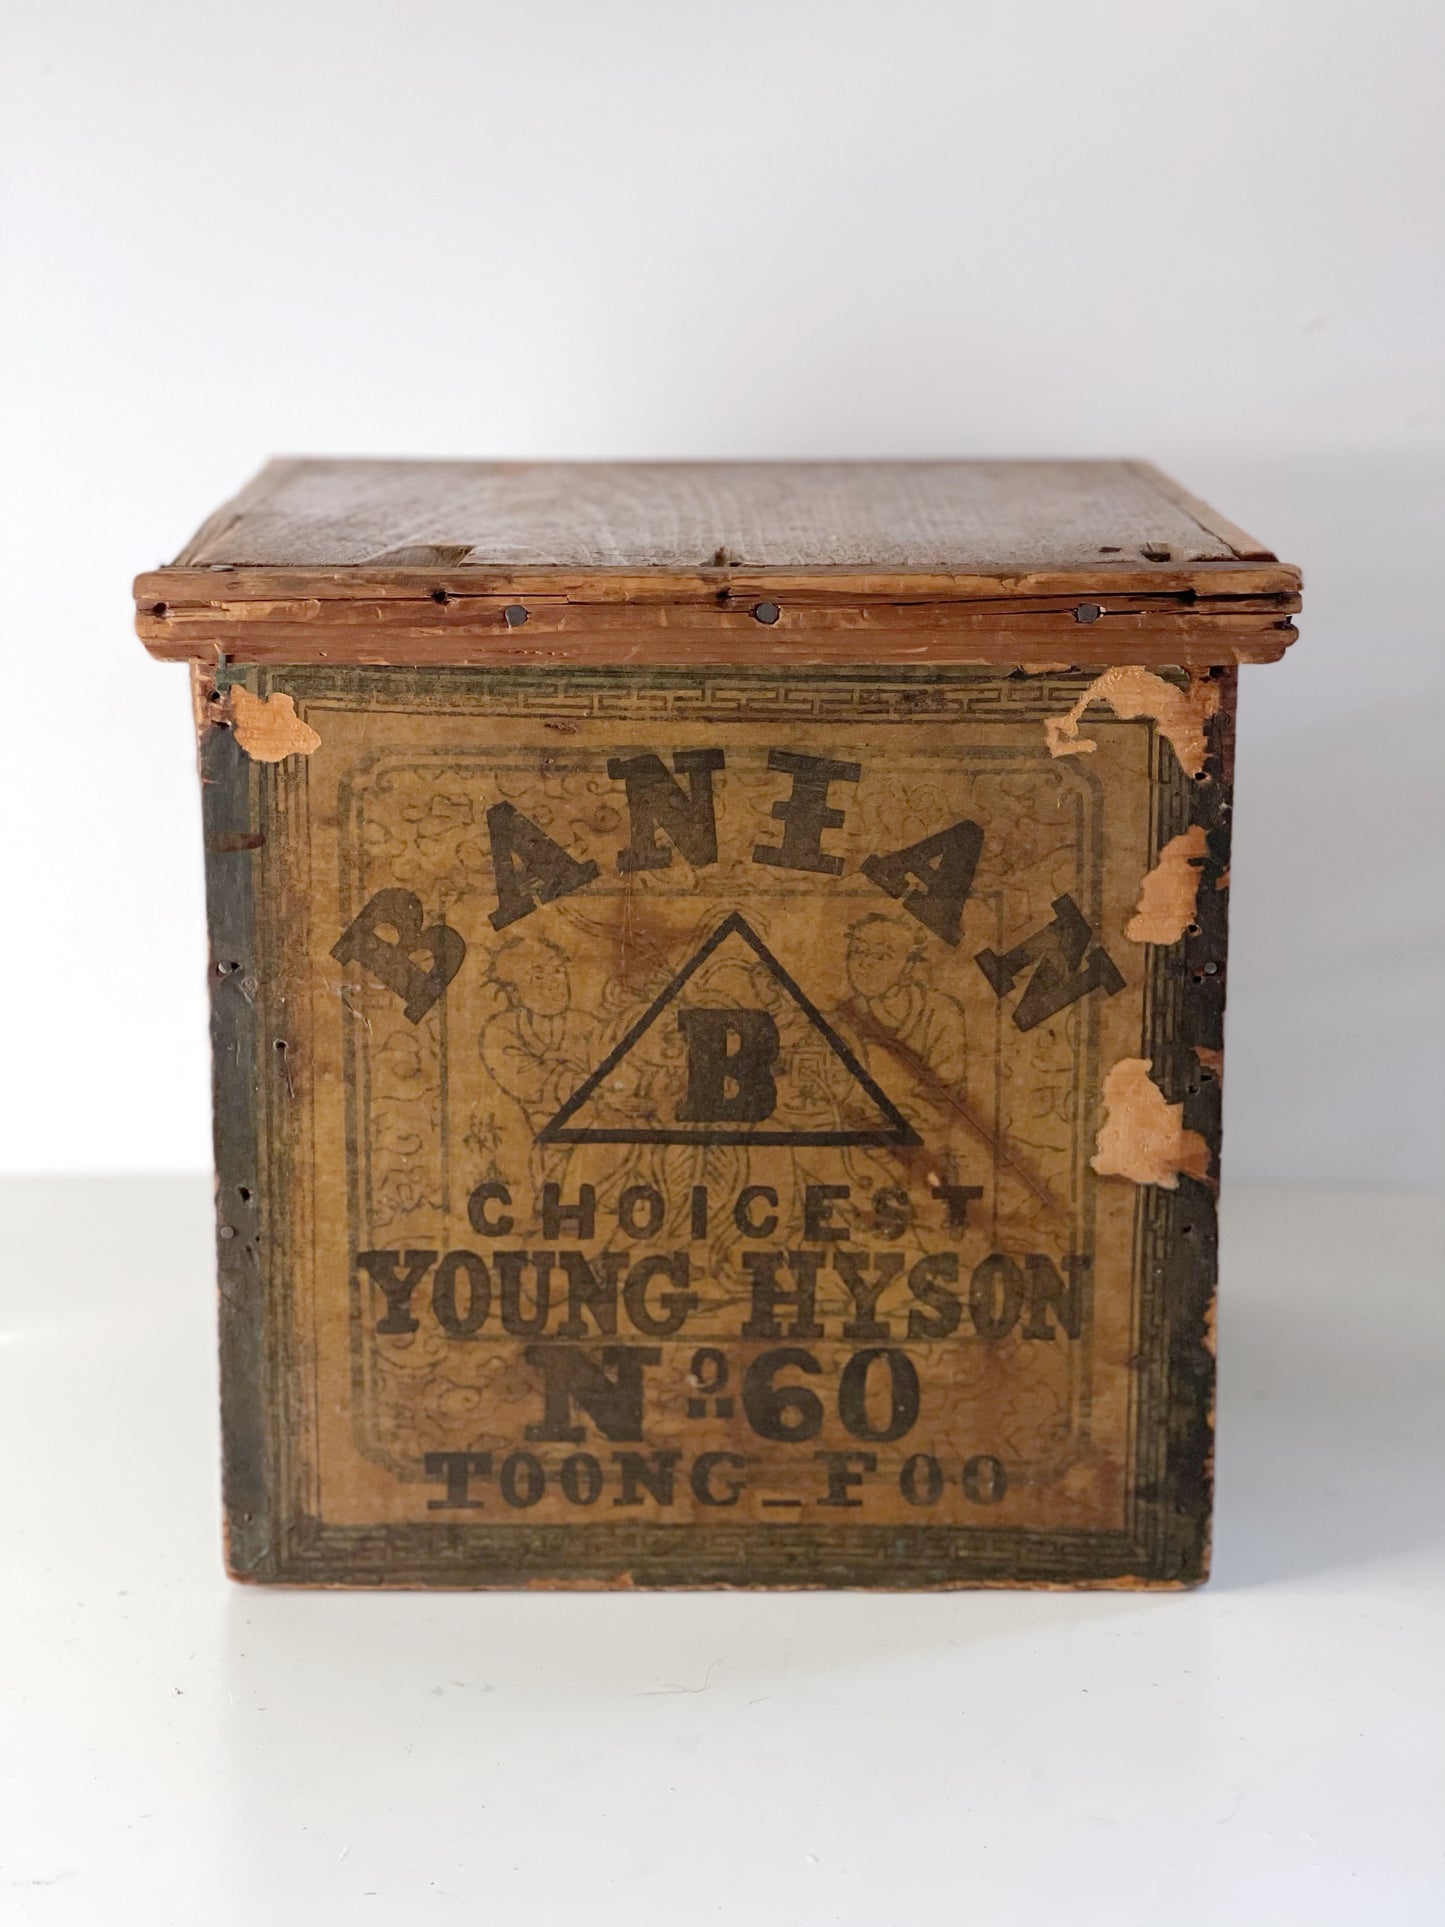 BANIAN
B
CHOICEST
YOUNG HYSON
Nº 60
TOONG_FOO